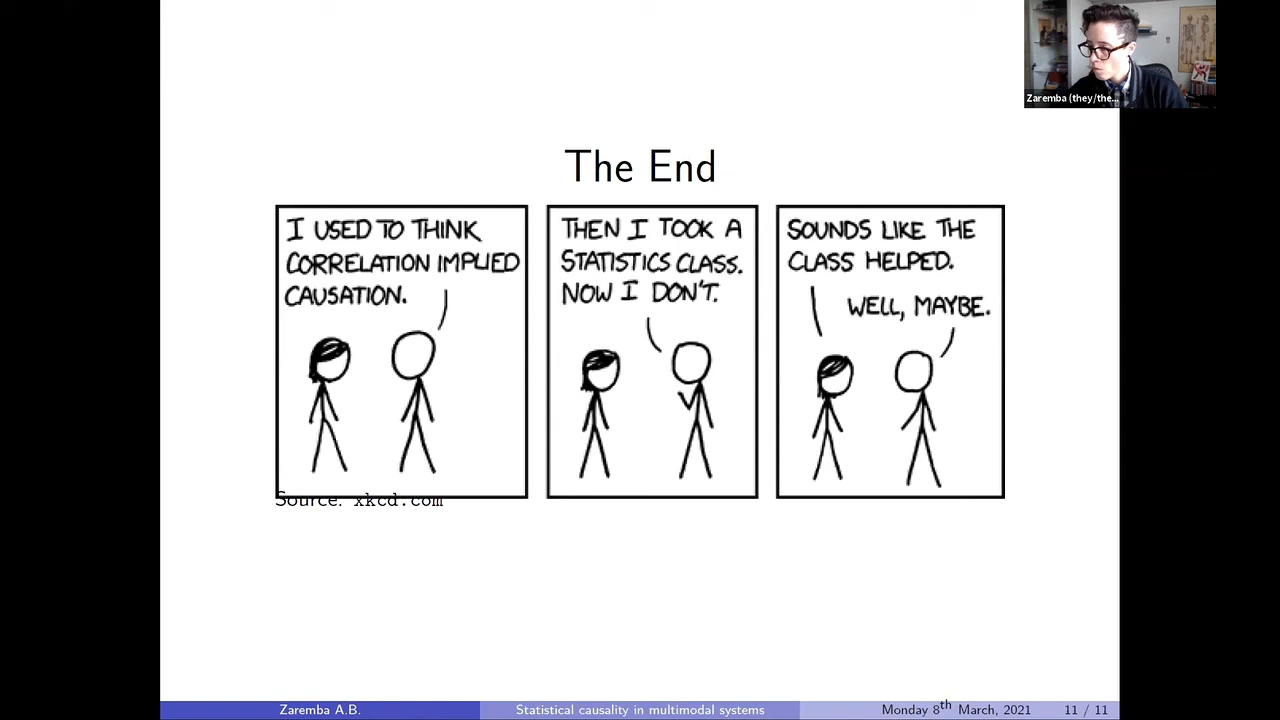 Zaremba (they/the...
The End
I USED TO THINK
CORRELATION IMPLIED
CAUSATION.
THEN I TOOK A
STATISTICS CLASS.
NOW I DON'T.
SOUNDS LIKE THE
CLASS HELPED.
WELL, MAYBE.
Source: xkcd.com
Zaremba A.B.
Statistical causality in multimodal systems
Monday 8th March, 2021
11 / 11